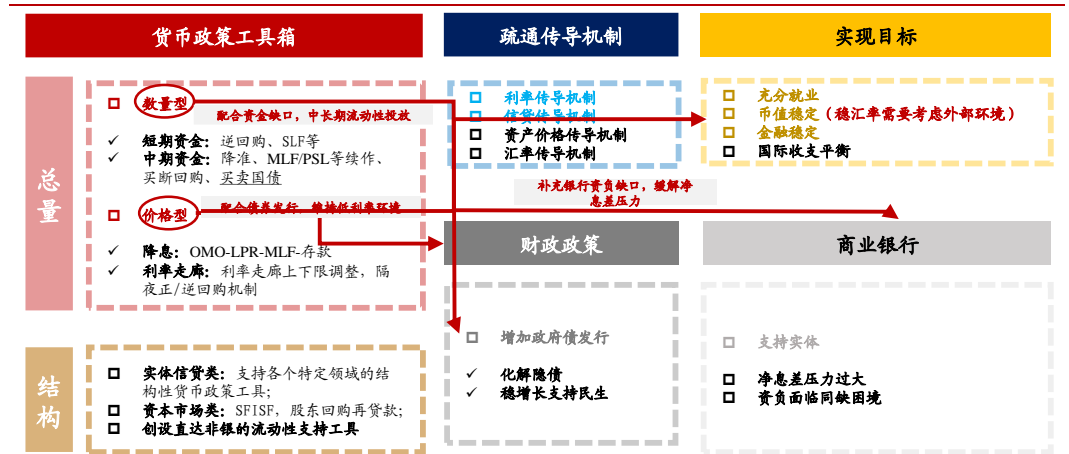 货币政策工具箱
疏通传导机制
实现目标
总量
数量型
配合资金缺口，中长期流动性投放
短期资金：逆回购、SLF等
中期资金：降准、MLF/PSL等续作、
买断回购、买卖国债
价格型
配合债券发行，维持低利率环境
降息：OMO-LPR-MLF-存款
利率走廊：利率走廊上下限调整，隔
夜正/逆回购机制
利率传导机制
信贷传导机制
资产价格传导机制
汇率传导机制
充分就业
币值稳定（稳汇率需要考虑外部环境）
金融稳定
国际收支平衡
补充银行资负缺口，缓解净
息差压力
财政政策
商业银行
增加政府债发行
化解隐债
稳增长支持民生
支持实体
净息差压力过大
资负面临同缺困境
结构
实体信贷类：支持各个特定领域的结
构性货币政策工具；
资本市场类：SFISF，股东回购再贷款；
创设直达非银的流动性支持工具